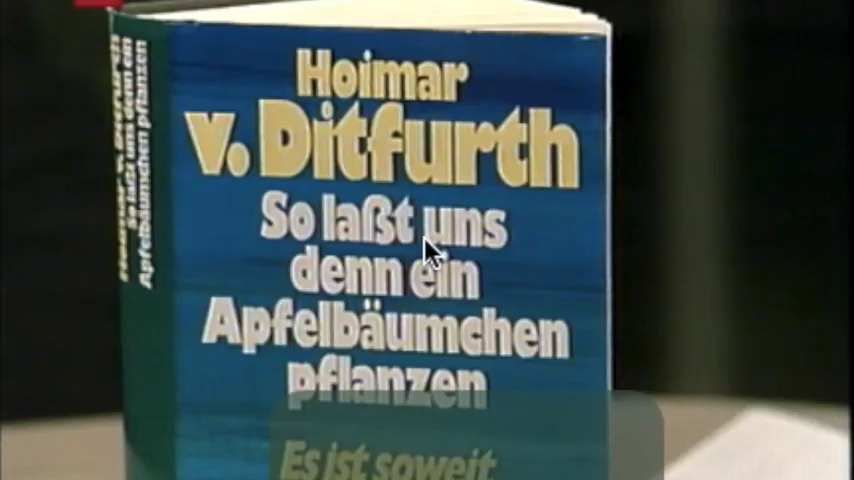 Hoimar
v. Ditfurth
So laßt uns
denn ein
Apfelbäumchen
pflanzen
Es ist soweit
Hoimar v. Ditfurth
So laßt uns denn ein
Apfelbäumchen pflanzen